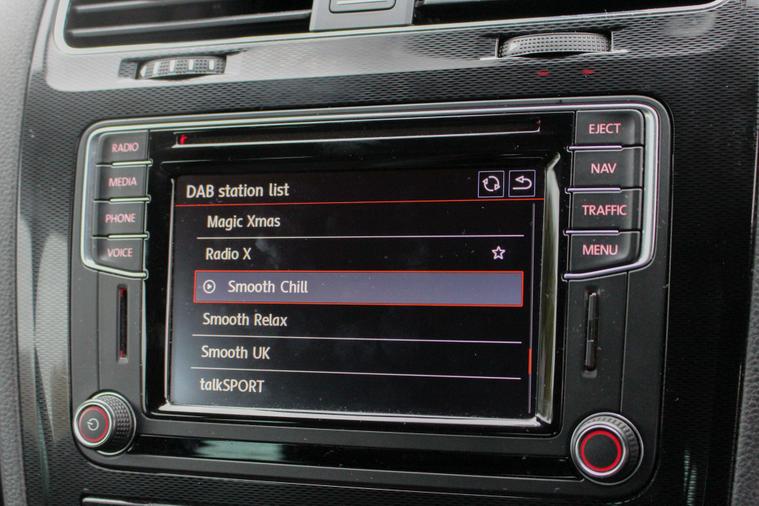 RADIO
MEDIA
PHONE
VOICE
DAB station list
Magic Xmas
Radio X
Smooth Chill
Smooth Relax
Smooth UK
talkSPORT
EJECT
NAV
TRAFFIC
MENU